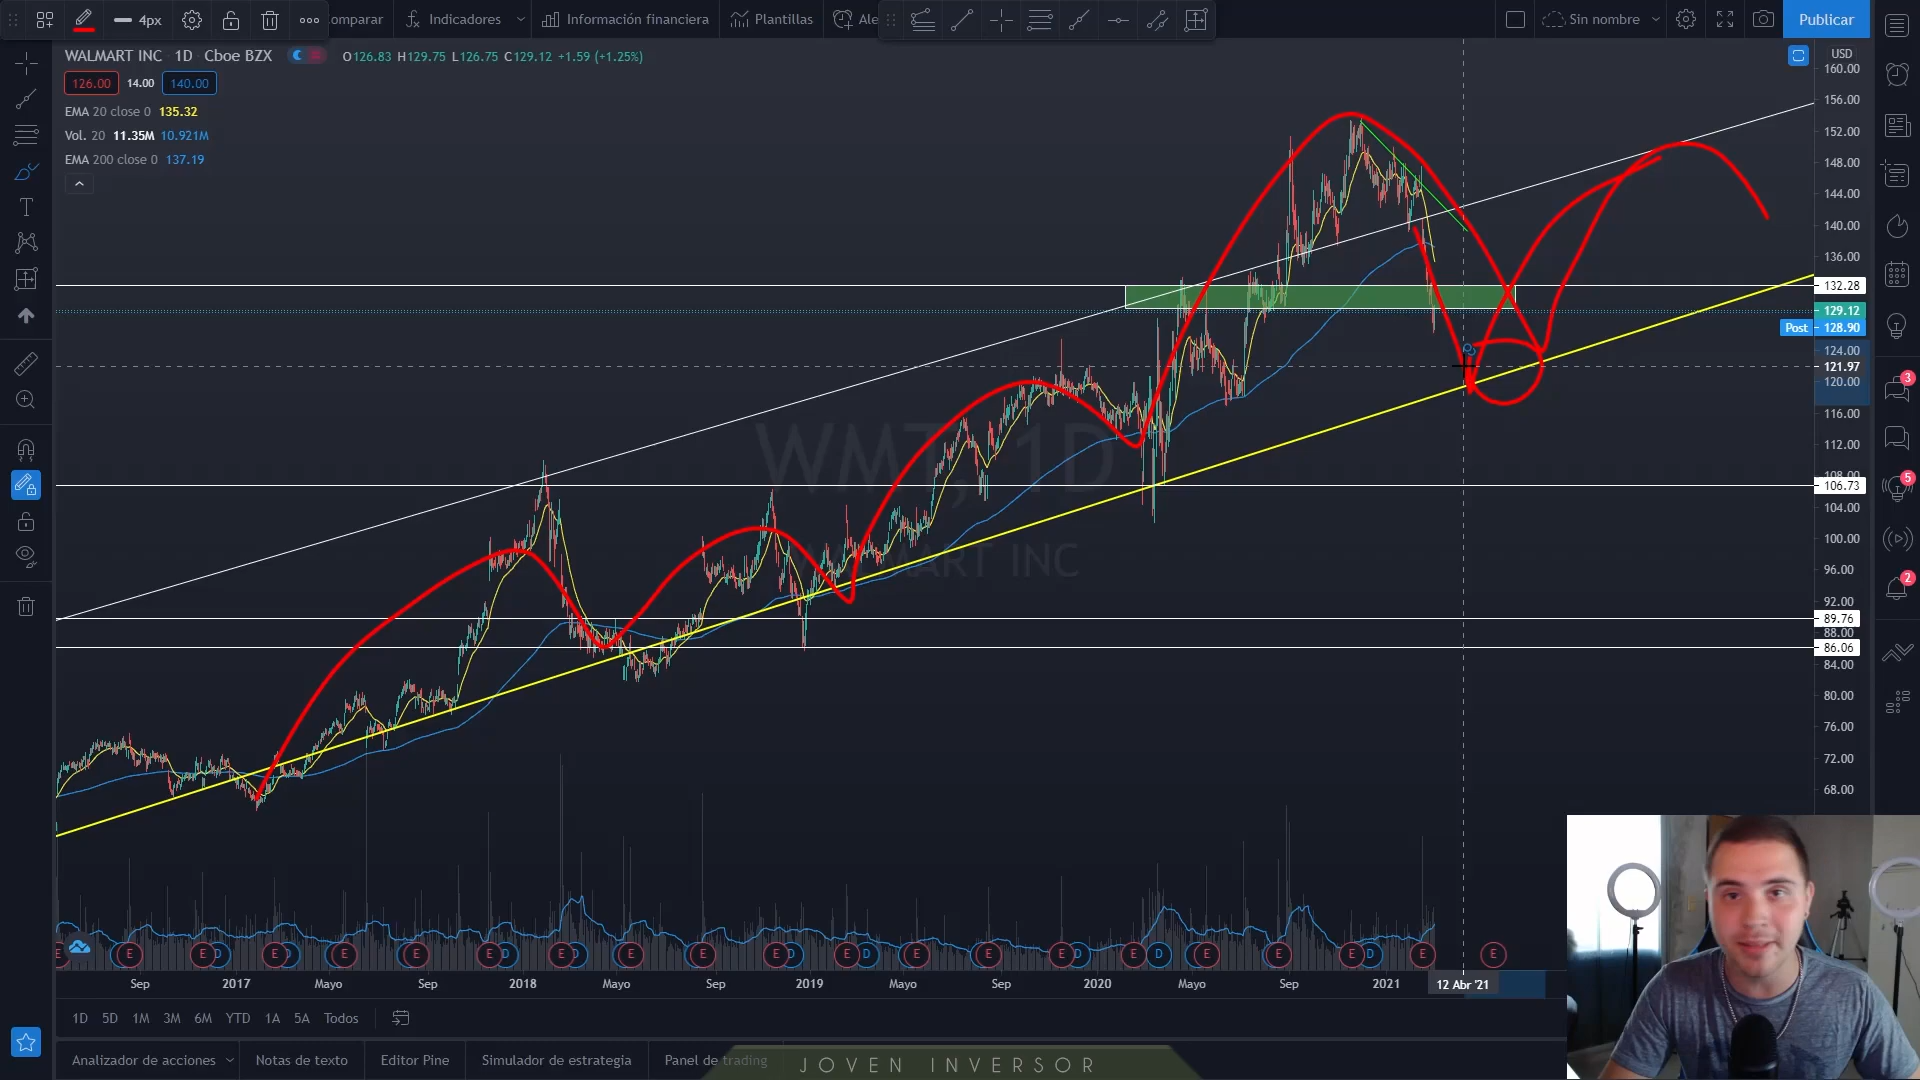 4px
omparar
Indicadores
Información financiera
Plantillas
Ale
Sin nombre
Publicar
WALMART INC 1D Cboe BZX
O126.83 H129.75 L126.75 C129.12 +1.59 (+1.25%)
126.00 14.00 140.00
EMA 20 close 0 135.32
Vol. 20 11.35M 10.921M
EMA 200 close 0 137.19
WMT, 1D
WALMART INC
USD
160.00
156.00
152.00
148.00
144.00
140.00
136.00
132.28
129.12
Post 128.90
124.00
121.97
120.00
116.00
112.00
108.00
106.73
104.00
100.00
96.00
92.00
89.76
88.00
86.06
84.00
80.00
76.00
72.00
68.00
3
5
2
E E D E D E E E D E D E E E D E D E E E D E D E E E D E E
Sep 2017 Mayo Sep 2018 Mayo Sep 2019 Mayo Sep 2020 Mayo Sep 2021 12 Abr '21
1D 5D 1M 3M 6M YTD 1A 5A Todos
Analizador de acciones Notas de texto Editor Pine Simulador de estrategia Panel de trading
JOVEN INVERSOR